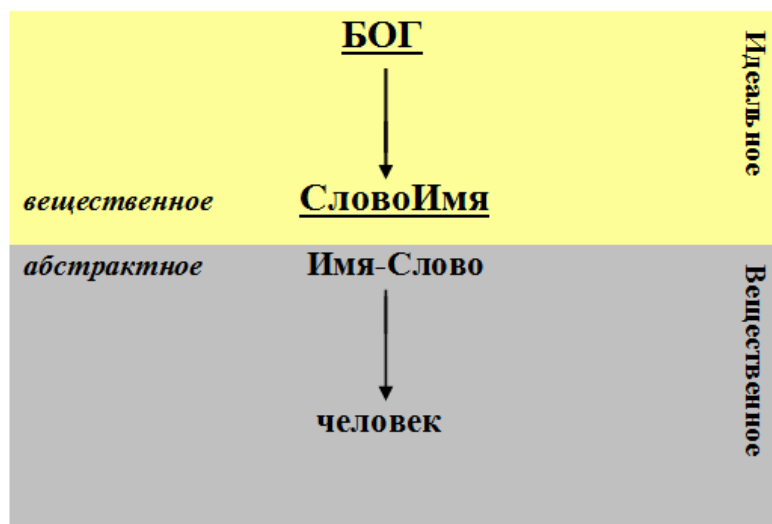 БОГ
Идеальное
вещественное СловоИмя
абстрактное Имя-Слово
Вещественное
человек